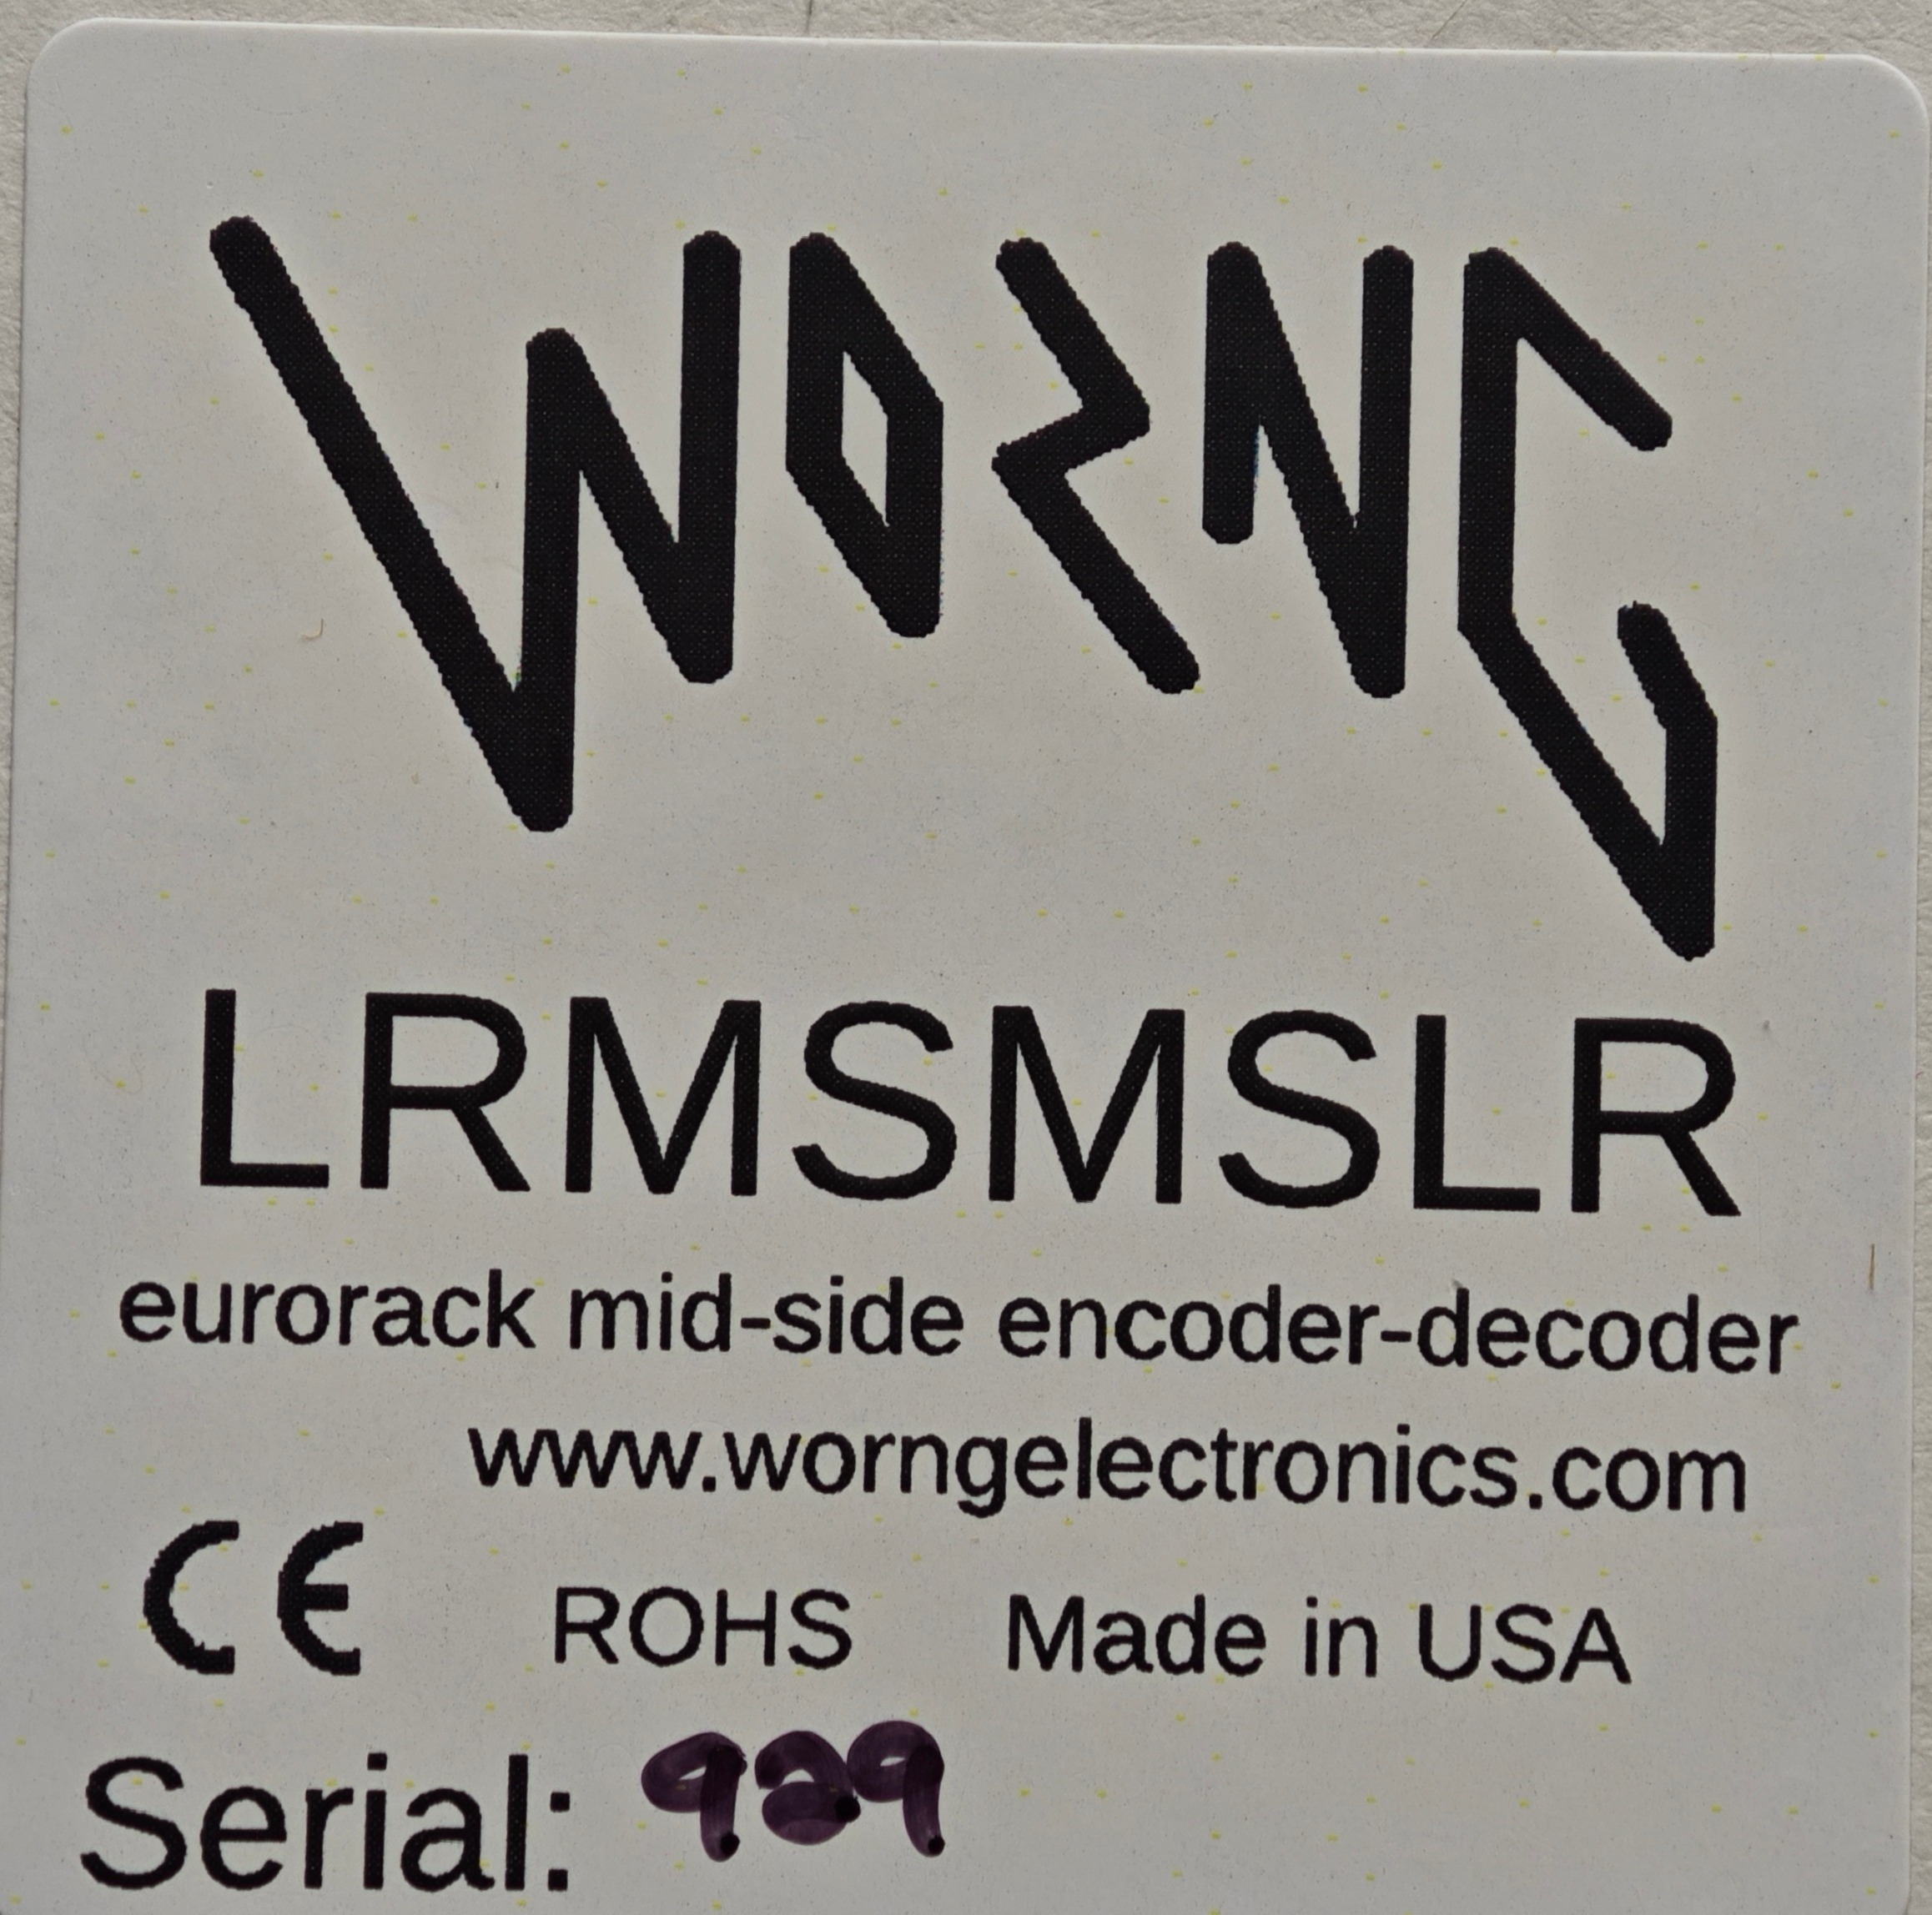 WORNG
LRMSMSLR
eurorack mid-side encoder-decoder
www.worngelectronics.com
CE ROHS Made in USA
Serial: 929